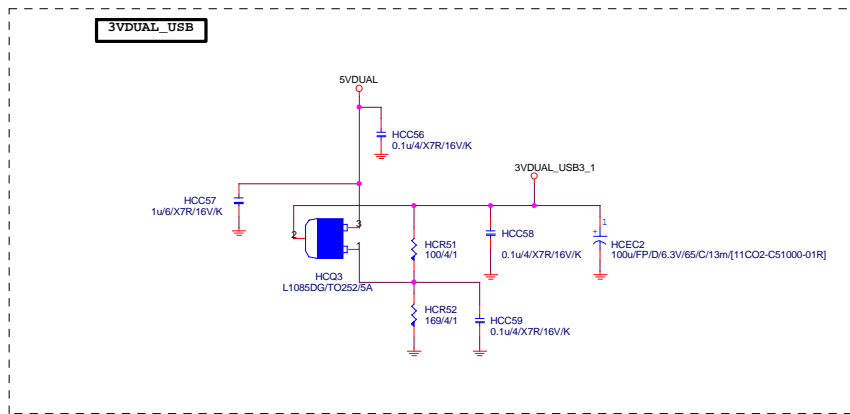 3VDUAL_USB
5VDUAL
HCC56
0.1u/4/X7R/16V/K
3VDUAL_USB3_1
HCC57
1u/6/X7R/16V/K
3
2
1
HCQ3
L1085DG/TO252/5A
HCR51
100/4/1
HCC58
0.1u/4/X7R/16V/K
1
+
HCEC2
100u/FP/D/6.3V/65/C/13m/[11CO2-C51000-01R]
HCR52
169/4/1
HCC59
0.1u/4/X7R/16V/K